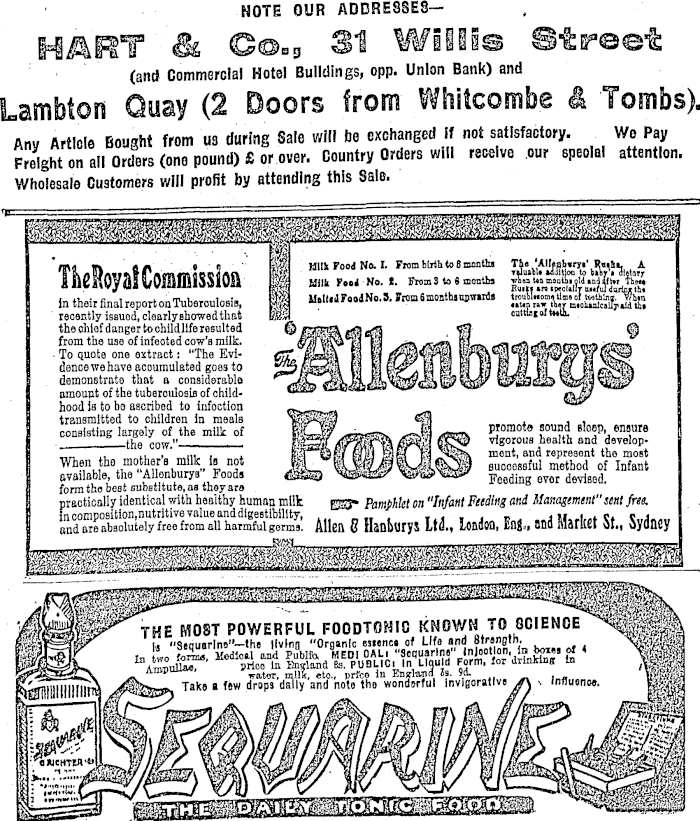 NOTE OUR ADDRESSES—
HART & Co., 31 Willis Street
(and Commercial Hotel Buildings, opp. Union Bank) and
Lambton Quay (2 Doors from Whitcombe & Tombs).
Any Article Bought from us during Sale will be exchanged if not satisfactory. We Pay
Freight on all Orders (one pound) £ or over. Country Orders will receive our special attention.
Wholesale Customers will profit by attending this Sale.
The Royal Commission
in their final report on Tuberculosis,
recently issued, clearly showed that
the chief danger to child life resulted
from the use of infected cow's milk.
To quote one extract: "The Evi-
dence we have accumulated goes to
demonstrate that a considerable
amount of the tuberculosis of child-
hood is to be ascribed to infection
transmitted to children in meals
consisting largely of the milk of
the cow."
When the mother's milk is not
available, the "Allenburys" Foods
form the best substitute, as they are
practically identical with healthy human milk
in composition, nutritive value and digestibility,
and are absolutely free from all harmful germs.
Milk Food No. 1. From birth to 3 months
Milk Food No. 2. From 3 to 6 months
Malted Food No. 3. From 6 months upwards
The 'Allenburys' Rusks. A
valuable addition to baby's dietary
when ten months old and after. These
Rusks are specially useful during the
troublesome time of teething. When
eaten raw they mechanically aid the
cutting of teeth.
The 'Allenburys'
Foods
promote sound sleep, ensure
vigorous health and develop-
ment, and represent the most
successful method of Infant
Feeding ever devised.
Pamphlet on "Infant Feeding and Management" sent free.
Allen & Hanburys Ltd., London, Eng., and Market St., Sydney
THE MOST POWERFUL FOODTONIC KNOWN TO SCIENCE
Is "Sequarine"—the living "Organic essence of Life and Strength.
In two forms, Medical and Public. MEDICAL: "Sequarine" Injection, in boxes of 4
Ampullae, price in England 8s. PUBLIC: in Liquid Form, for drinking in
water, milk, etc., price in England 5s. 9d.
Take a few drops daily and note the wonderful invigorative influence.
SEQUARINE
G RICHTER
SEQUARINE
THE DAILY TONIC FOOD